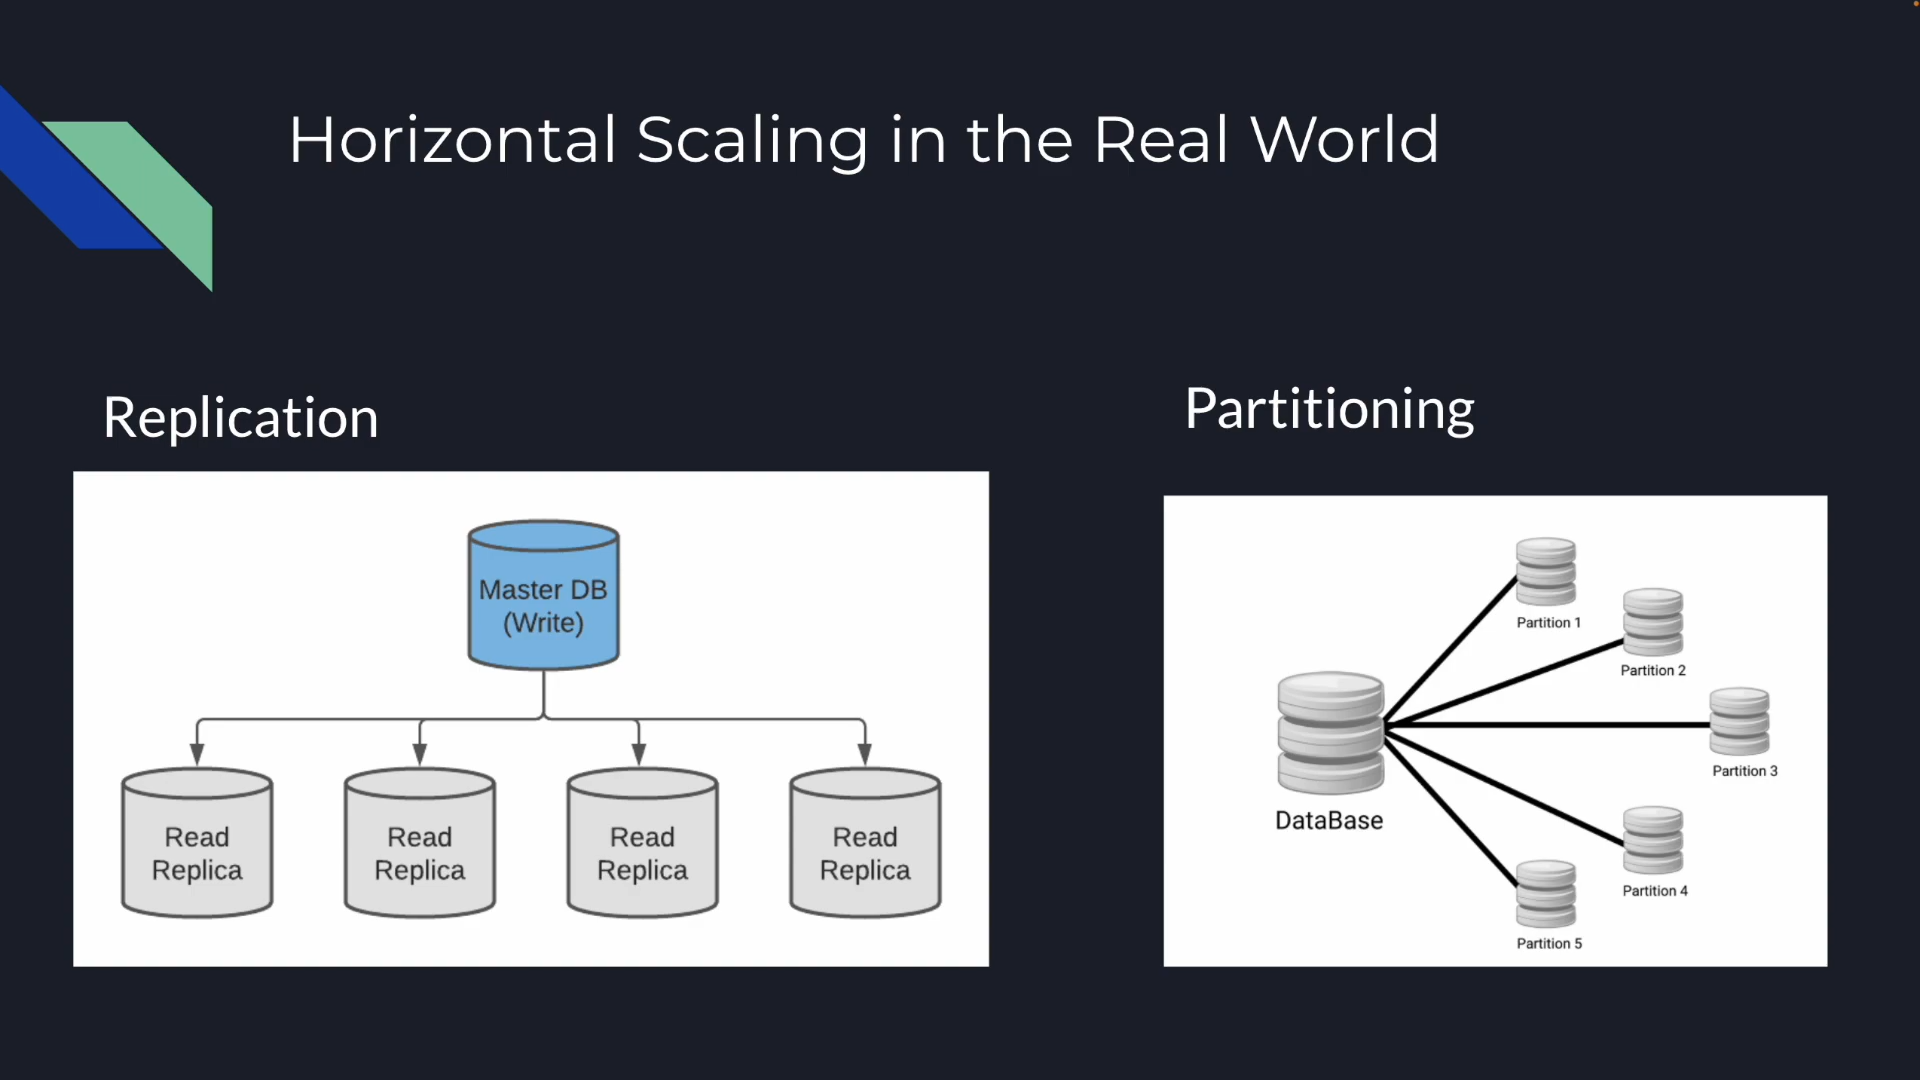 Horizontal Scaling in the Real World
Replication
Master DB
(Write)
Read
Replica
Read
Replica
Read
Replica
Read
Replica
Partitioning
DataBase
Partition 1
Partition 2
Partition 3
Partition 4
Partition 5